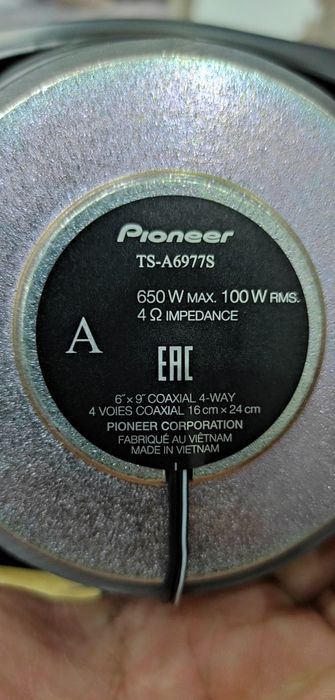 Pioneer
TS-A6977S
650 W MAX. 100 W RMS.
4 Ω IMPEDANCE
A
EAC
6″ × 9″ COAXIAL 4-WAY
4 VOIES COAXIAL 16 cm × 24 cm
PIONEER CORPORATION
FABRIQUÉ AU VIÊTNAM
MADE IN VIETNAM